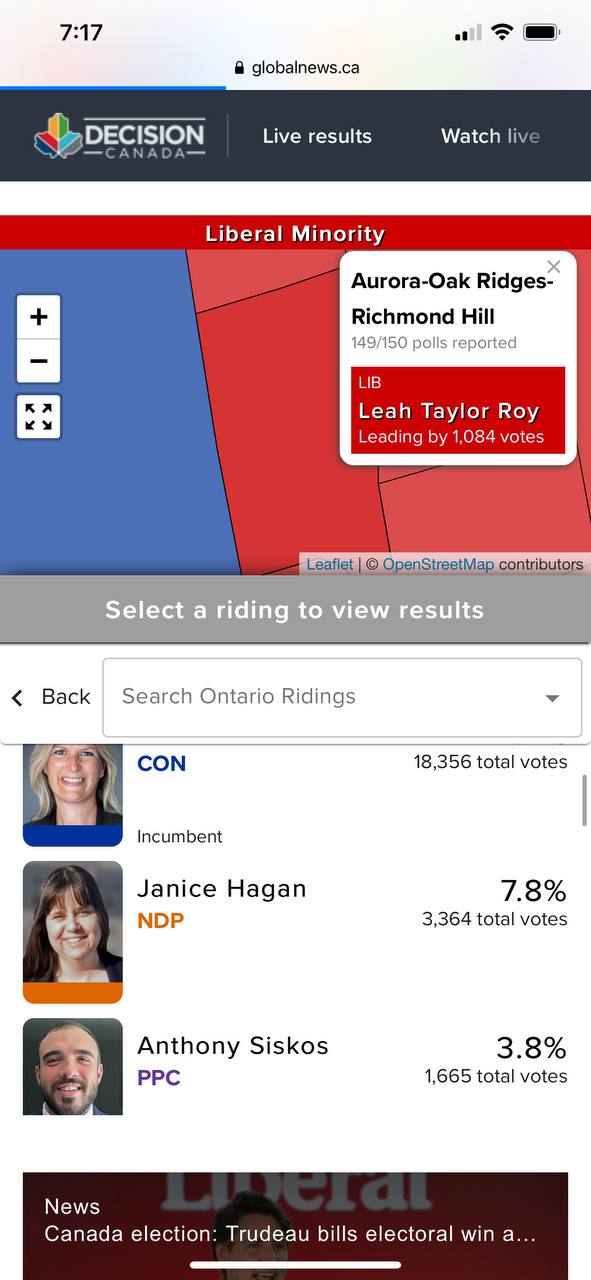 7:17
globalnews.ca
DECISION
CANADA
Live results
Watch live
Liberal Minority
+
−
Aurora-Oak Ridges-
Richmond Hill
149/150 polls reported
LIB
Leah Taylor Roy
Leading by 1,084 votes
Leaflet | © OpenStreetMap contributors
Select a riding to view results
Back
Search Ontario Ridings
CON
18,356 total votes
Incumbent
Janice Hagan
7.8%
NDP
3,364 total votes
Anthony Siskos
3.8%
PPC
1,665 total votes
Liberal
News
Canada election: Trudeau bills electoral win a...